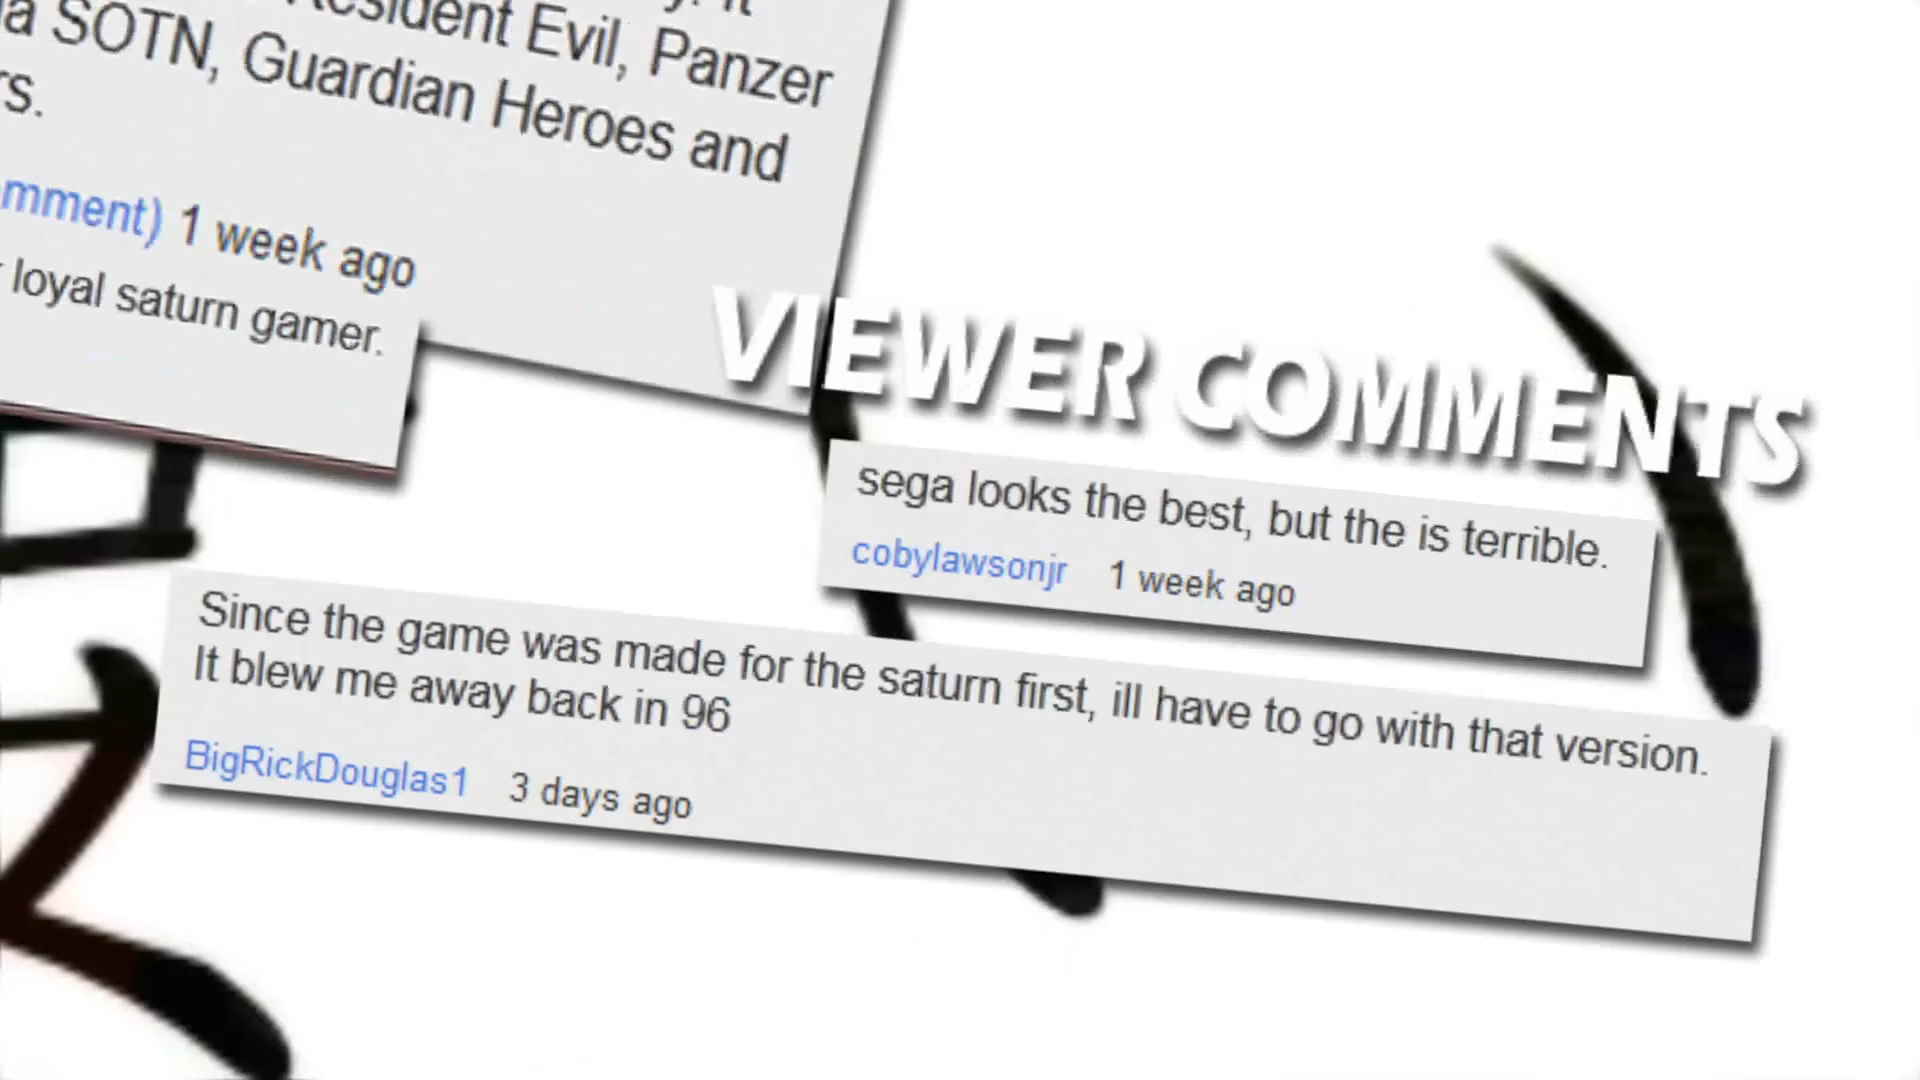 Resident Evil, Panzer
SOTN, Guardian Heroes and
1 week ago
loyal saturn gamer.
VIEWER COMMENTS
sega looks the best, but the is terrible.
cobylawsonjr 1 week ago
Since the game was made for the saturn first, ill have to go with that version.
It blew me away back in 96
BigRickDouglas1 3 days ago